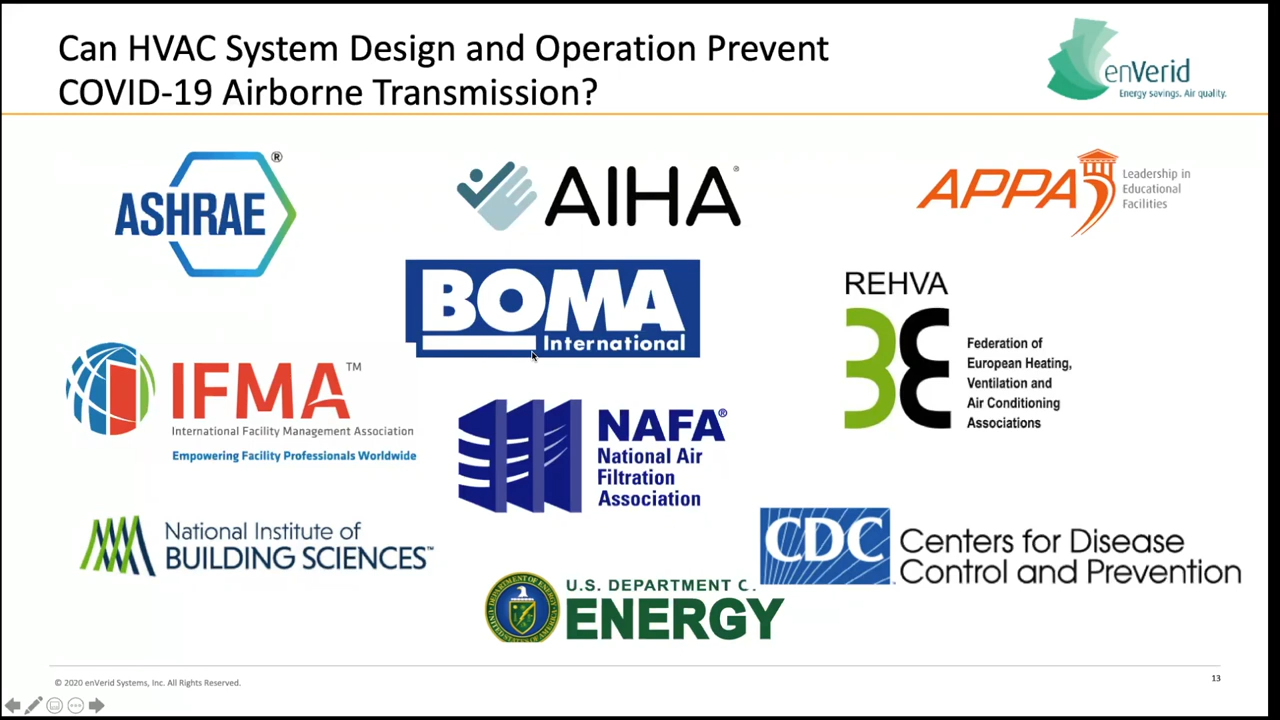 Can HVAC System Design and Operation Prevent
COVID-19 Airborne Transmission?
enVerid
Energy savings. Air quality.
ASHRAE®
AIHA®
APPA
Leadership in
Educational
Facilities
BOMA
International
REHVA
Federation of
European Heating,
Ventilation and
Air Conditioning
Associations
IFMA™
International Facility Management Association
Empowering Facility Professionals Worldwide
NAFA®
National Air
Filtration
Association
National Institute of
BUILDING SCIENCES™
CDC
Centers for Disease
Control and Prevention
U.S. DEPARTMENT
ENERGY
© 2020 enVerid Systems, Inc. All Rights Reserved.
13